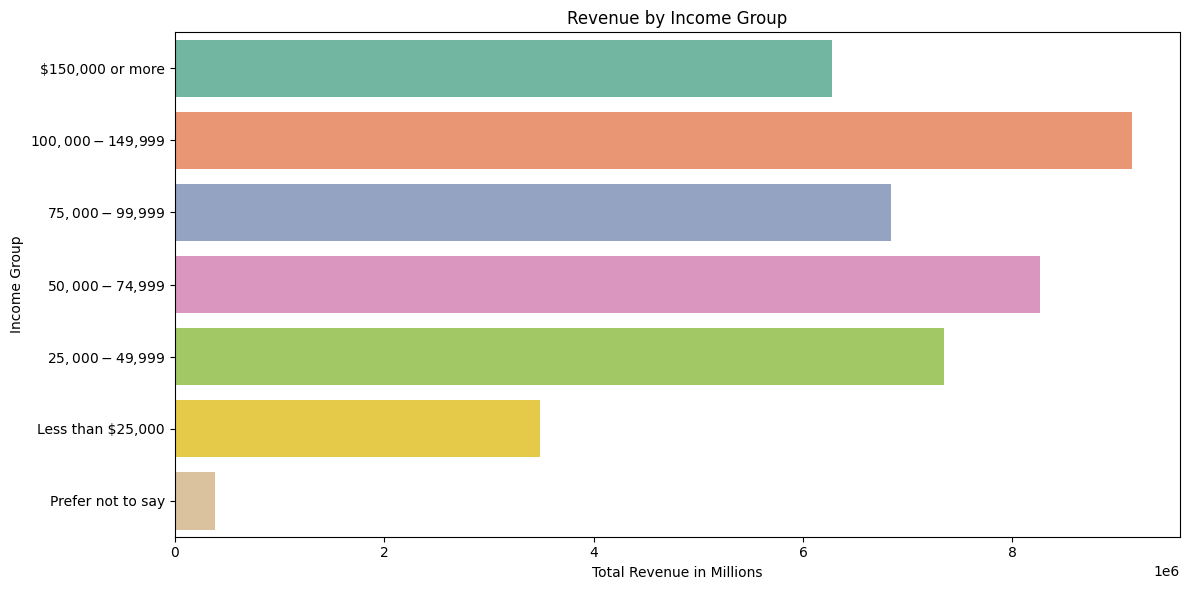 Revenue by Income Group
$150,000 or more
100,000-149,999
75,000-99,999
50,000-74,999
25,000-49,999
Less than $25,000
Prefer not to say
Income Group
0 2 4 6 8
1e6
Total Revenue in Millions